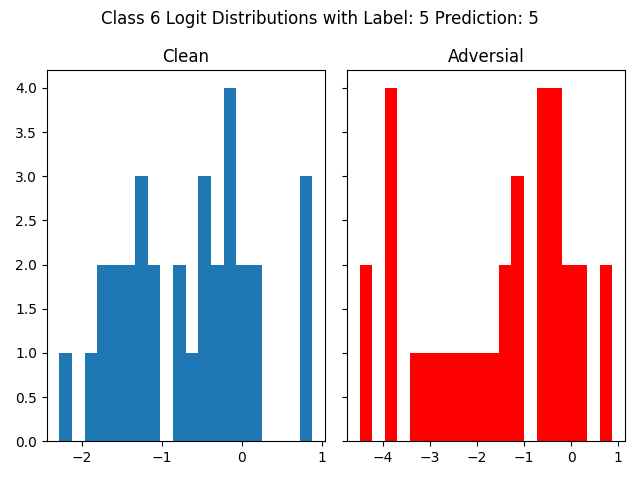 Class 6 Logit Distributions with Label: 5 Prediction: 5
Clean
Adversial
4.0
3.5
3.0
2.5
2.0
1.5
1.0
0.5
0.0
−2 −1 0 1
−4 −3 −2 −1 0 1